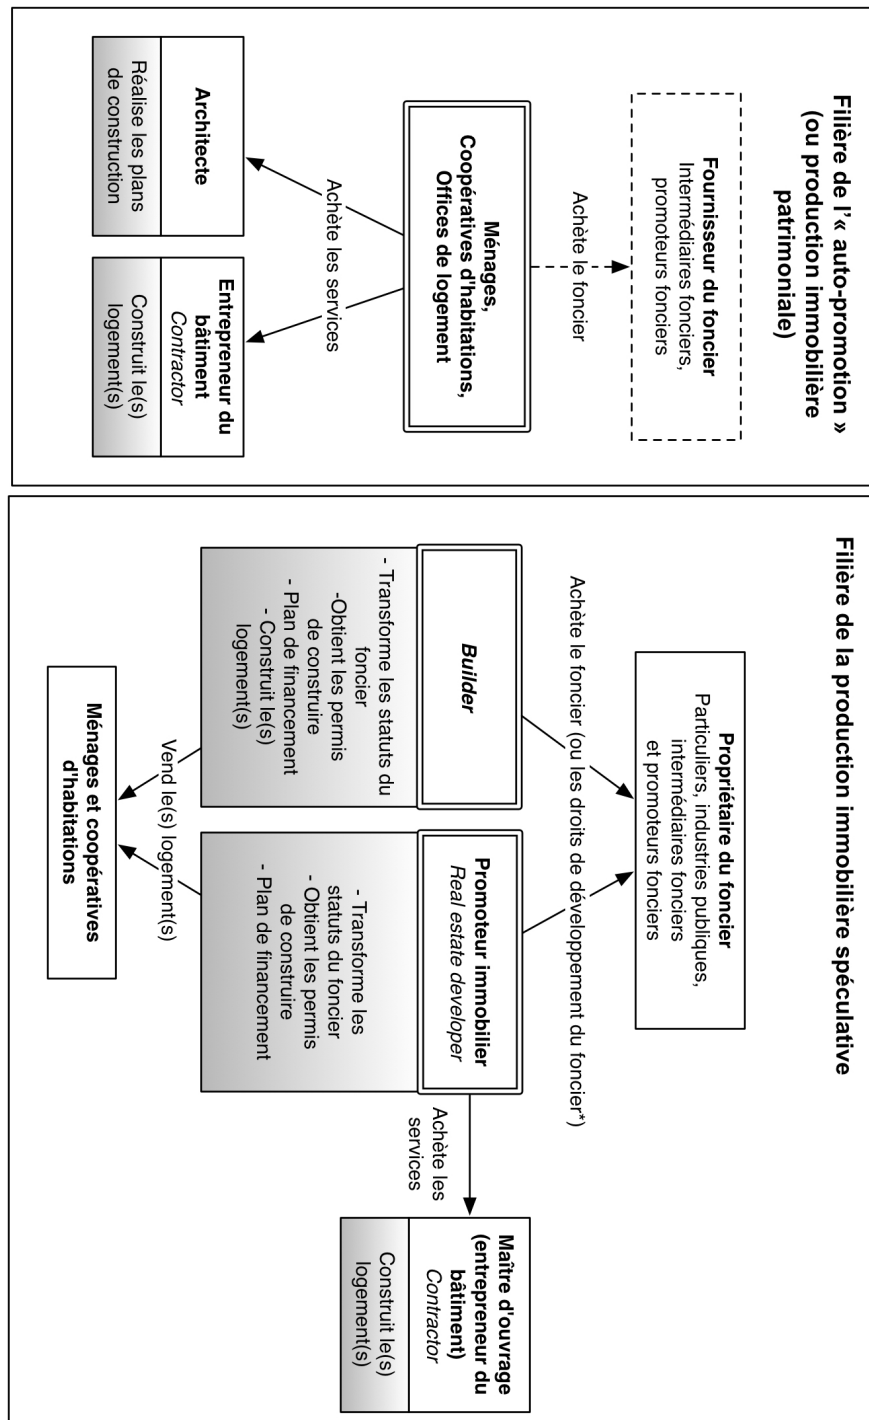 Filière de l'« auto-promotion »
(ou production immobilière
patrimoniale)
Fournisseur du foncier
Intermédiaires fonciers,
promoteurs fonciers
Achète le foncier
Ménages,
Coopératives d'habitations,
Offices de logement
Achète les services
Architecte
Réalise les plans
de construction
Entrepreneur du
bâtiment
Contractor
Construit le(s)
logement(s)
Filière de la production immobilière spéculative
Propriétaire du foncier
Particuliers, industries publiques,
intermédiaires fonciers
et promoteurs fonciers
Achète le foncier (ou les droits de développement du foncier*)
Builder
- Transforme les statuts du
foncier
-Obtient les permis
de construire
- Plan de financement
- Construit le(s)
logement(s)
Promoteur immobilier
Real estate developer
- Transforme les
statuts du foncier
- Obtient les permis
de construire
- Plan de financement
Achète les
services
Maître d'ouvrage
(entrepreneur du
bâtiment)
Contractor
Construit le(s)
logement(s)
Vend le(s) logement(s)
Ménages et coopératives
d'habitations